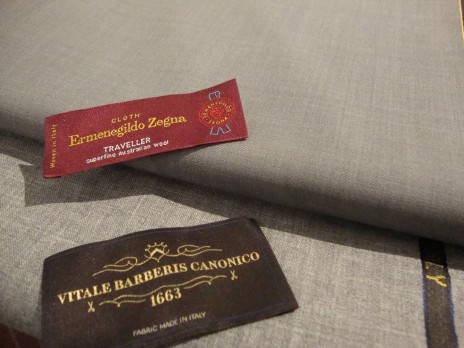 CLOTH
Ermenegildo Zegna
TRAVELLER
superfine Australian wool
Woven in Italy
VITALE BARBERIS CANONICO
1663
FABRIC MADE IN ITALY
Y